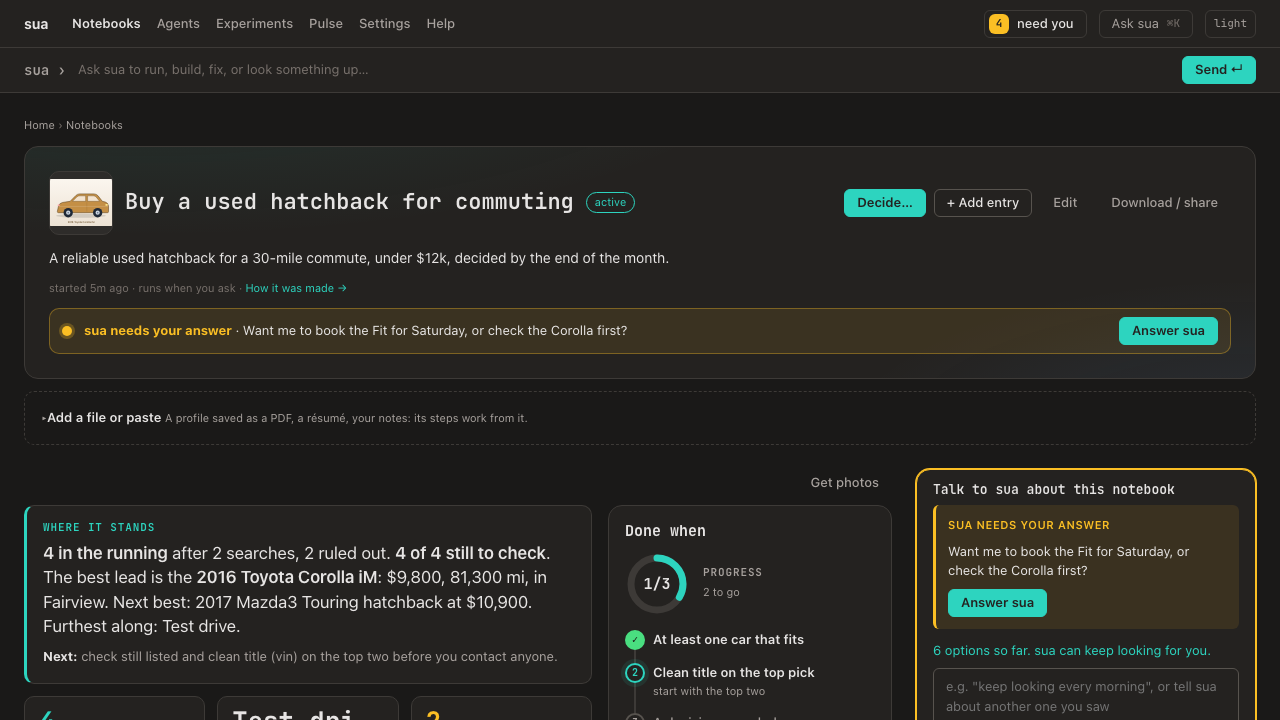 sua Notebooks Agents Experiments Pulse Settings Help 4 need you Ask sua ⌘K light
sua › Ask sua to run, build, fix, or look something up… Send ↵
Home › Notebooks
Buy a used hatchback for commuting active Decide… + Add entry Edit Download / share
A reliable used hatchback for a 30-mile commute, under $12k, decided by the end of the month.
started 5m ago · runs when you ask · How it was made →
sua needs your answer · Want me to book the Fit for Saturday, or check the Corolla first? Answer sua
▸Add a file or paste A profile saved as a PDF, a résumé, your notes: its steps work from it.
Get photos
WHERE IT STANDS
4 in the running after 2 searches, 2 ruled out. 4 of 4 still to check.
The best lead is the 2016 Toyota Corolla iM: $9,800, 81,300 mi, in
Fairview. Next best: 2017 Mazda3 Touring hatchback at $10,900.
Furthest along: Test drive.
Next: check still listed and clean title (vin) on the top two before you contact anyone.
Done when
1/3
PROGRESS
2 to go
✓ At least one car that fits
2 Clean title on the top pick
start with the top two
Talk to sua about this notebook
SUA NEEDS YOUR ANSWER
Want me to book the Fit for Saturday, or
check the Corolla first?
Answer sua
6 options so far. sua can keep looking for you.
e.g. "keep looking every morning", or tell sua
about another one you saw